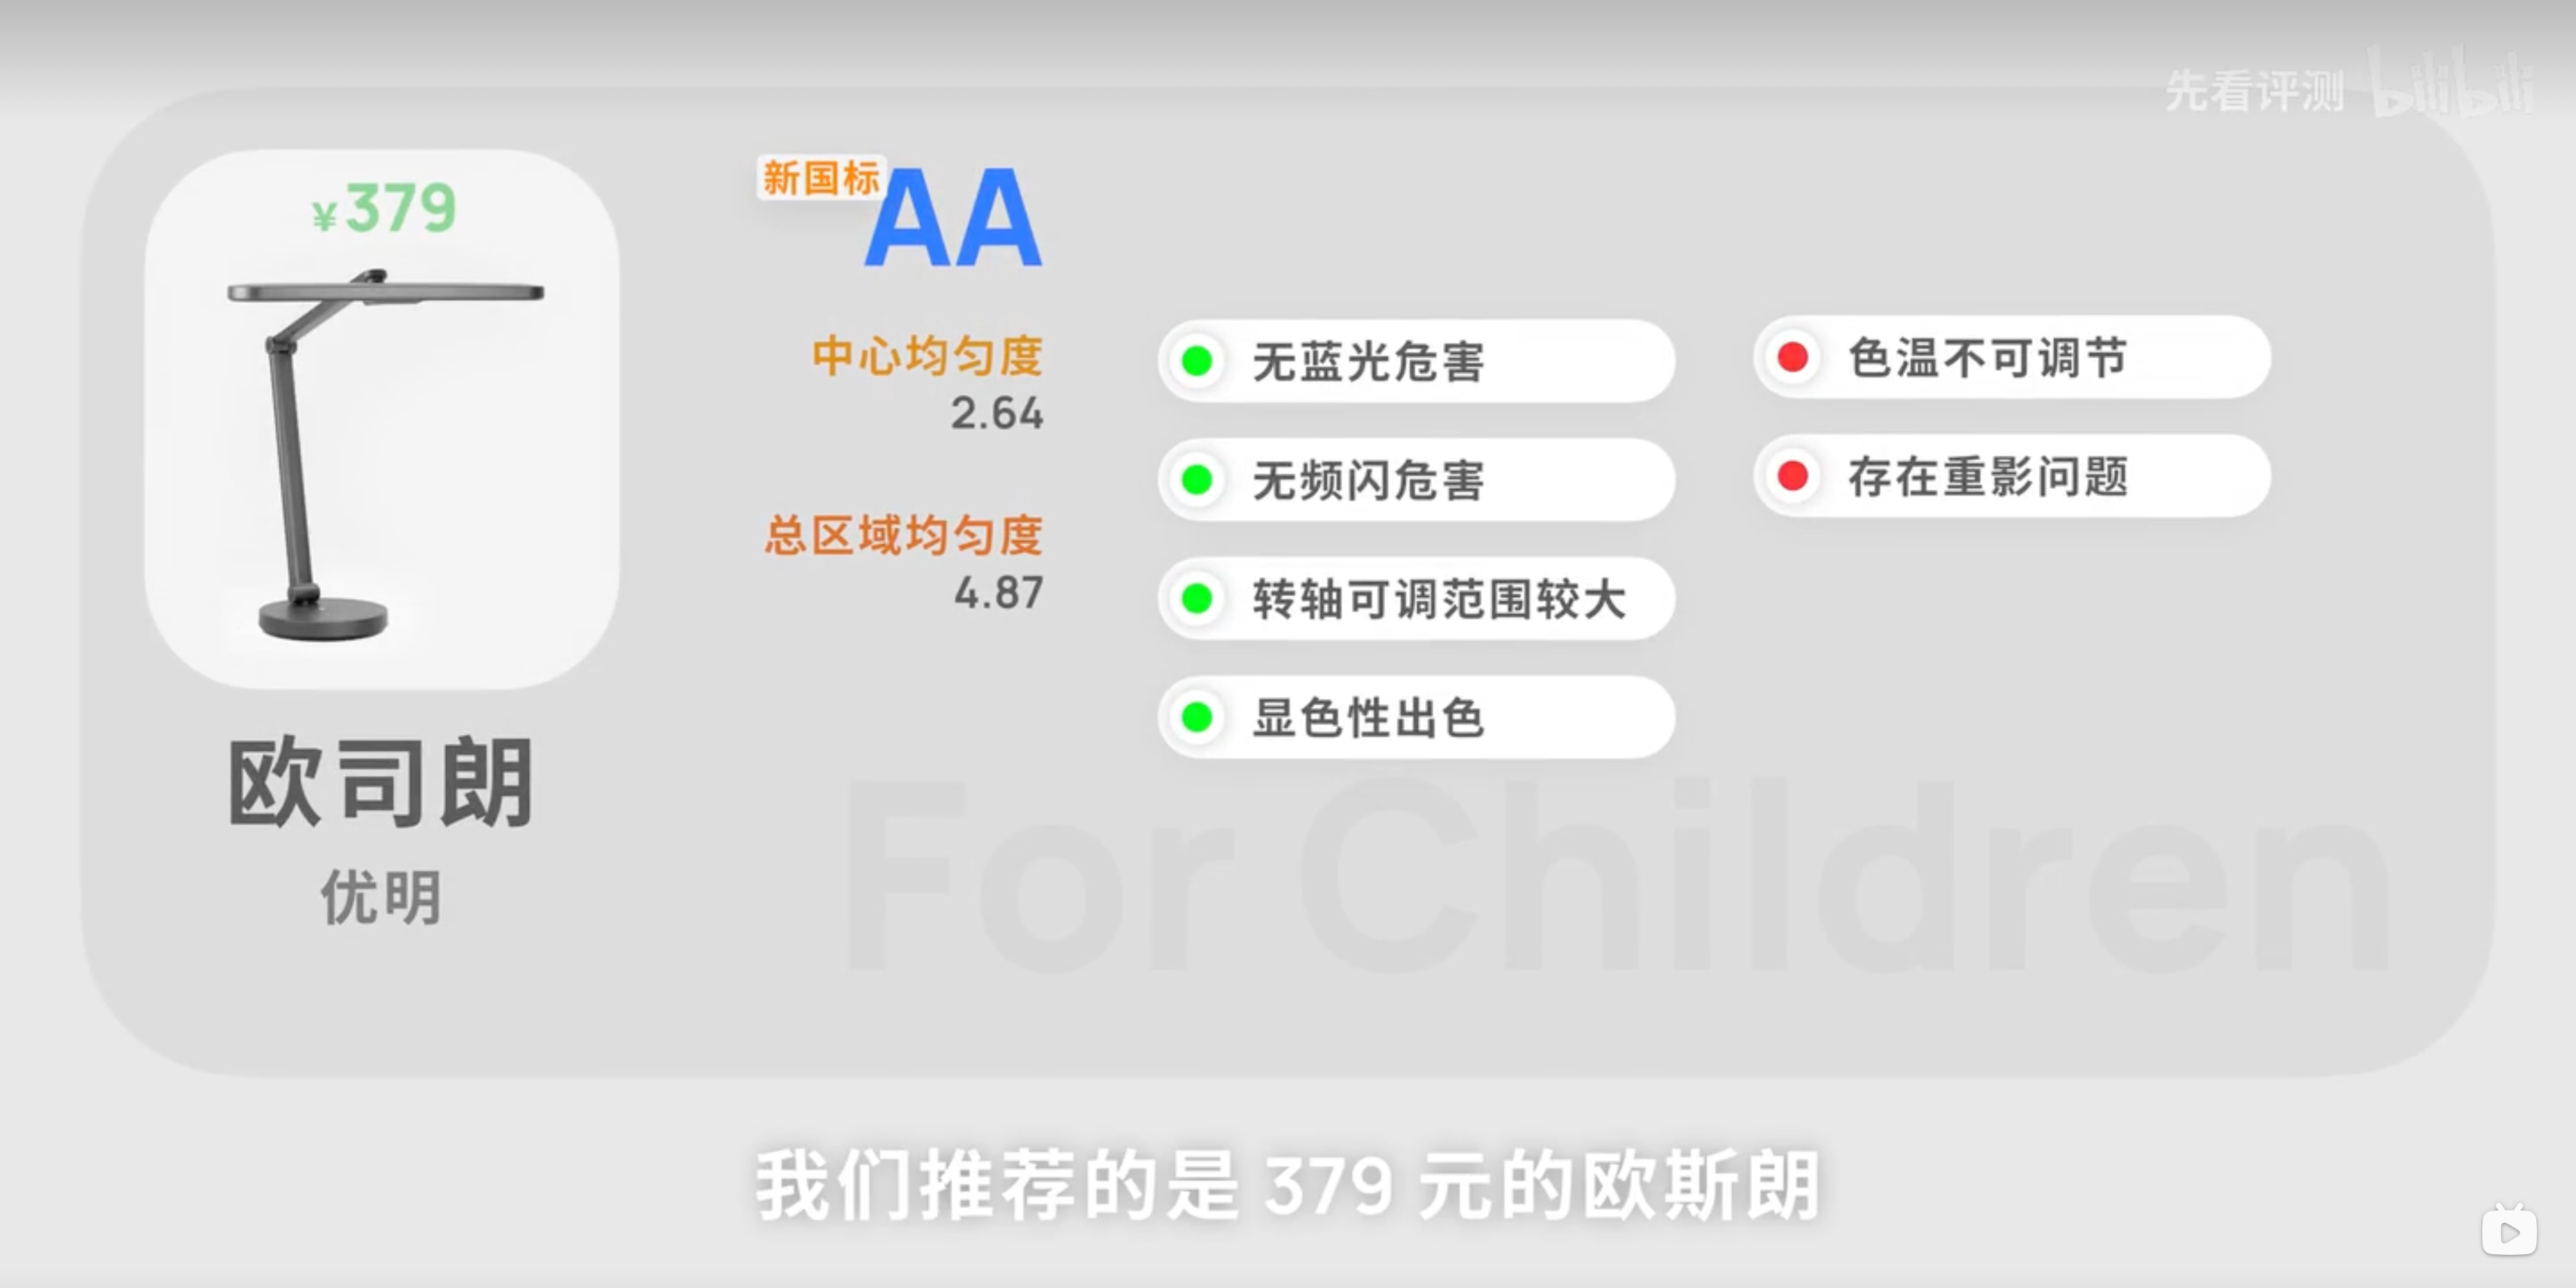 先看评测 bilibili
¥379
欧司朗
优明
新国标
AA
中心均匀度
2.64
总区域均匀度
4.87
无蓝光危害
无频闪危害
转轴可调范围较大
显色性出色
色温不可调节
存在重影问题
For Children
我们推荐的是 379 元的欧斯朗